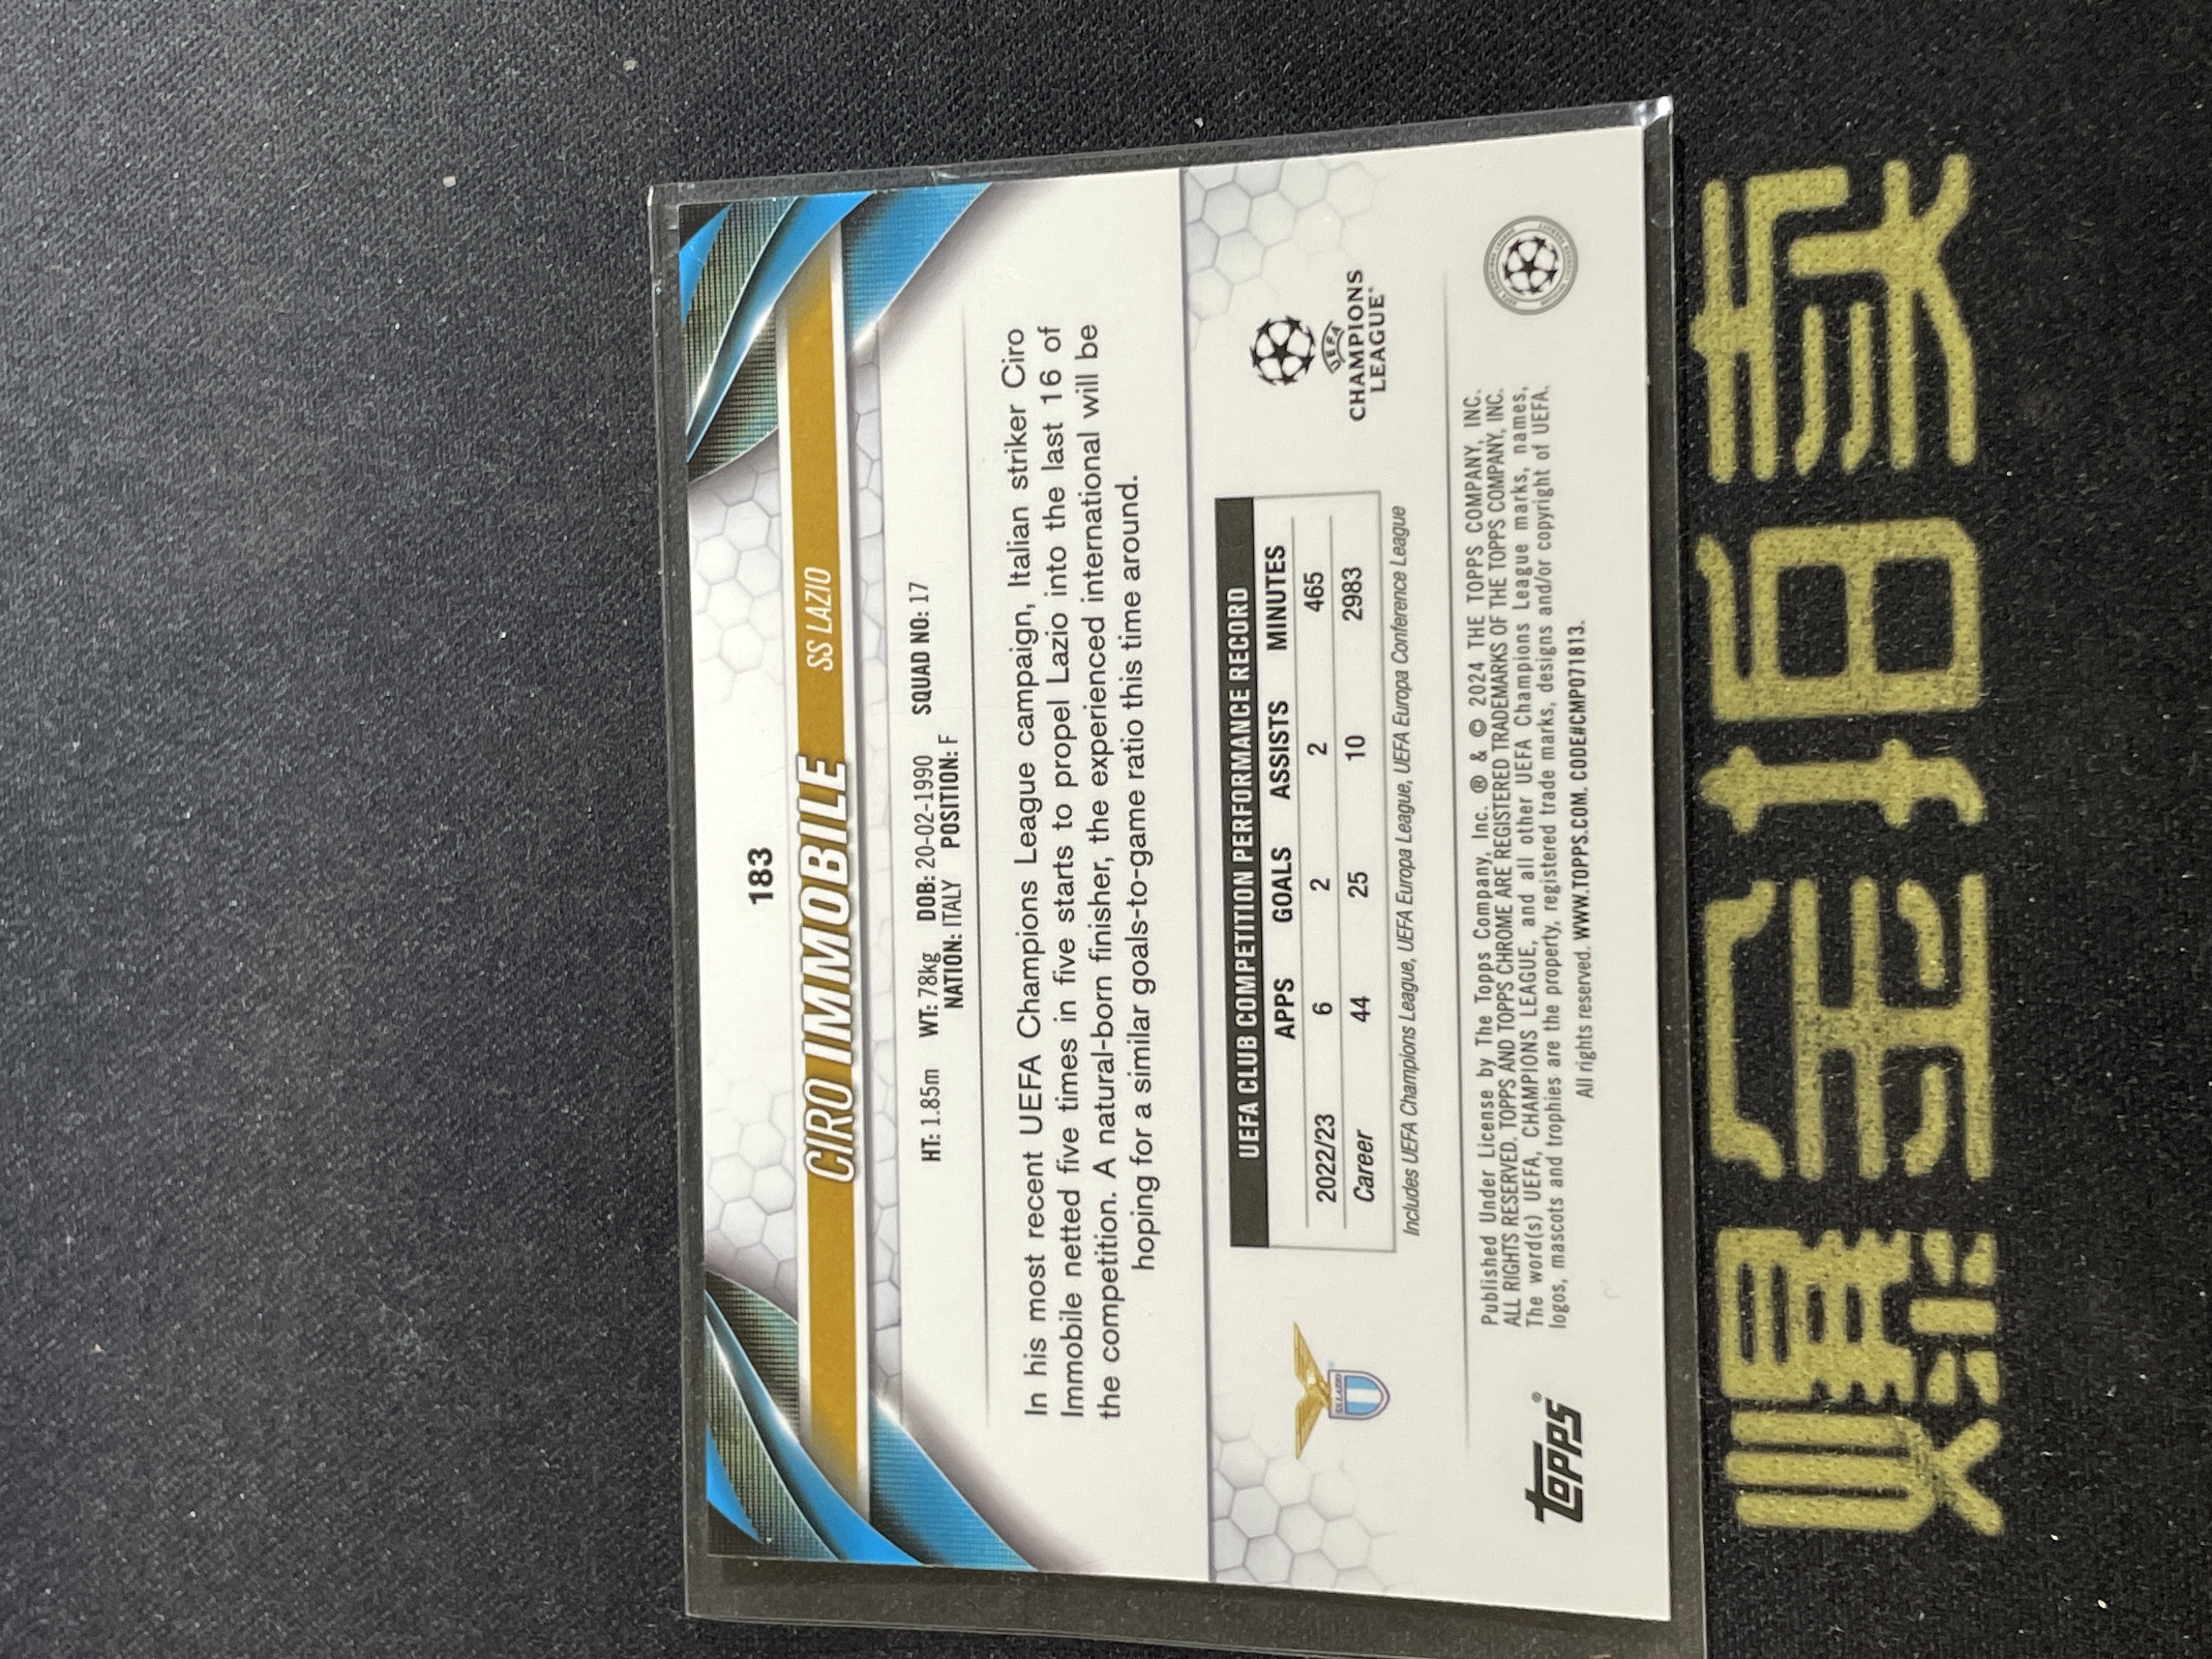 183
CIRO IMMOBILE SS LAZIO
HT: 1.85m WT: 78kg DOB: 20-02-1990 SQUAD NO: 17
NATION: ITALY POSITION: F
In his most recent UEFA Champions League campaign, Italian striker Ciro
Immobile netted five times in five starts to propel Lazio into the last 16 of
the competition. A natural-born finisher, the experienced international will be
hoping for a similar goals-to-game ratio this time around.
UEFA CLUB COMPETITION PERFORMANCE RECORD
APPS GOALS ASSISTS MINUTES
2022/23 6 2 2 465
Career 44 25 10 2983
Includes UEFA Champions League, UEFA Europa League, UEFA Europa Conference League
S.S. LAZIO
UEFA
CHAMPIONS
LEAGUE®
Published Under License by The Topps Company, Inc. ® & © 2024 THE TOPPS COMPANY, INC.
ALL RIGHTS RESERVED. TOPPS AND TOPPS CHROME ARE REGISTERED TRADEMARKS OF THE TOPPS COMPANY, INC.
The word(s) UEFA, CHAMPIONS LEAGUE, and all other UEFA Champions League marks, names,
logos, mascots and trophies are the property, registered trade marks, designs and/or copyright of UEFA.
All rights reserved. WWW.TOPPS.COM. CODE#CMP071813.
topps®